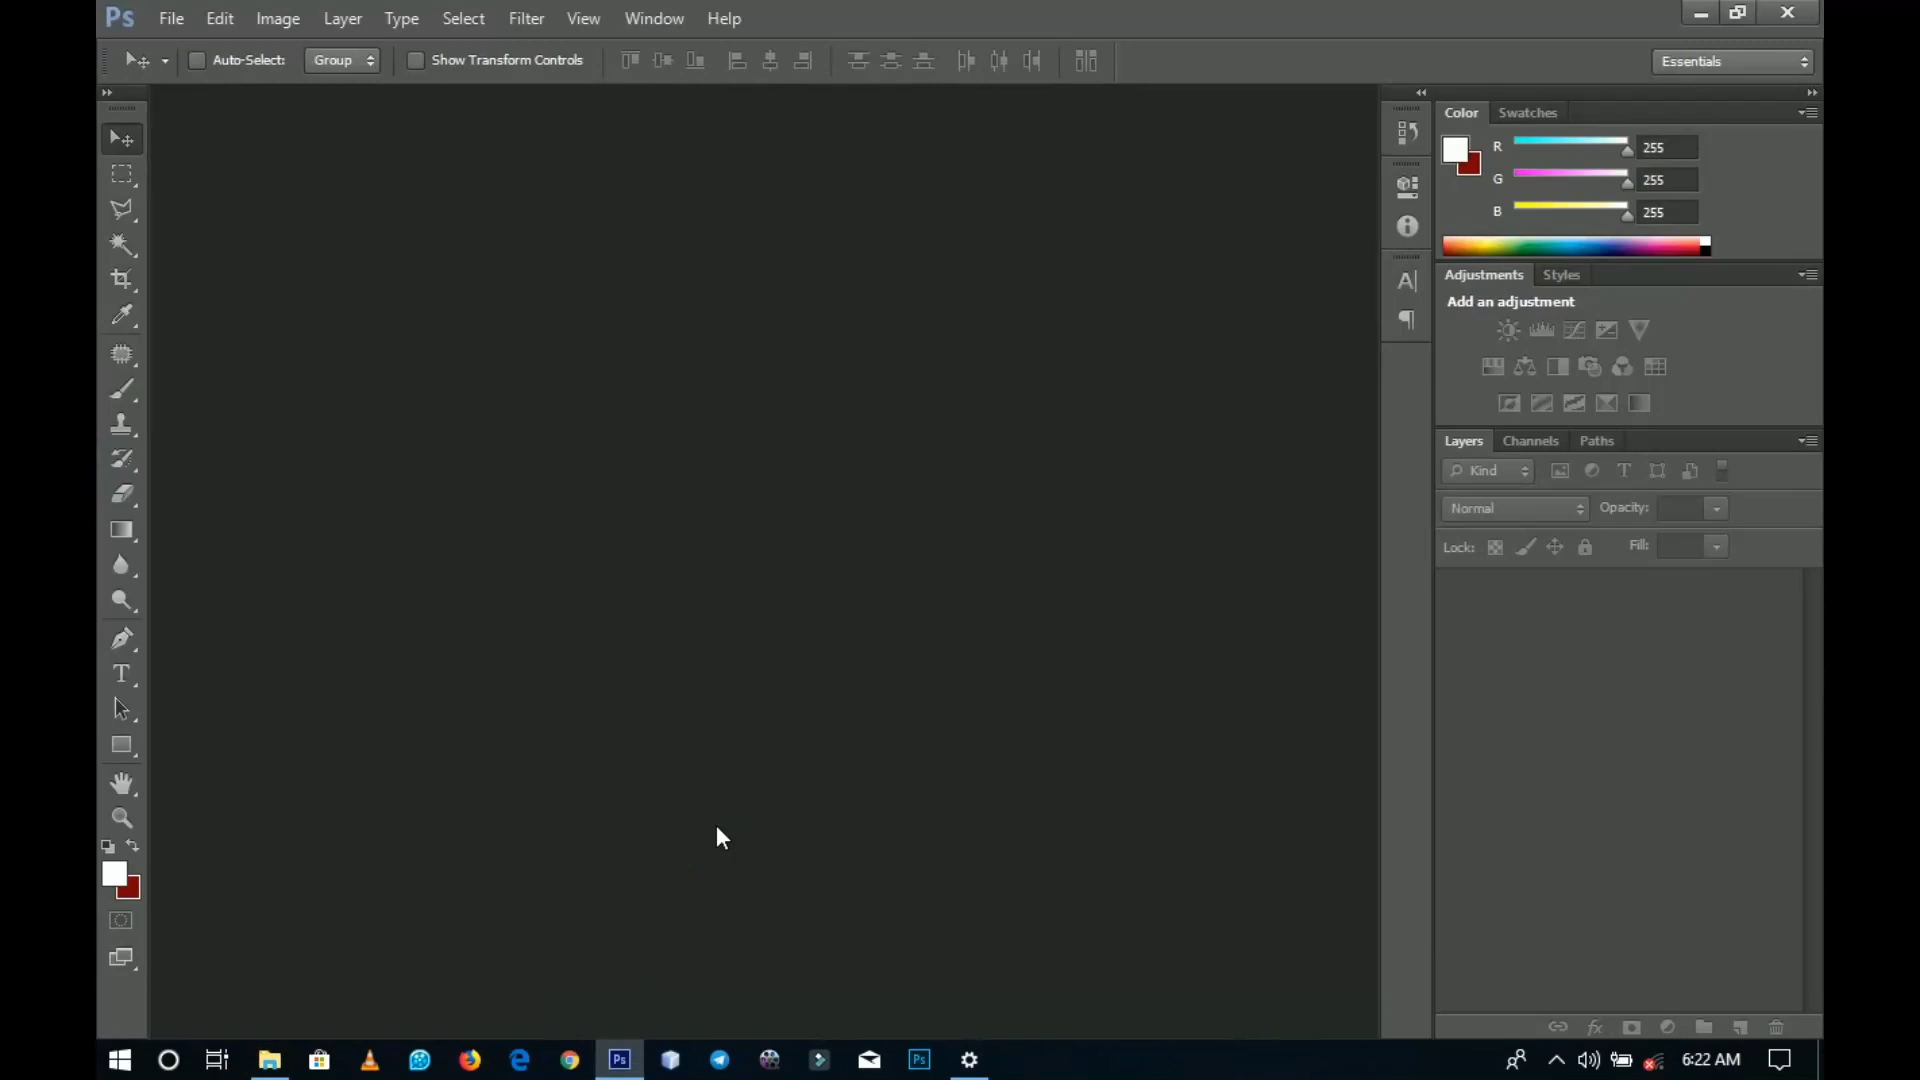 Ps File Edit Image Layer Type Select Filter View Window Help
Auto-Select: Group Show Transform Controls Essentials
Color Swatches
R 255
G 255
B 255
Adjustments Styles
Add an adjustment
Layers Channels Paths
Kind
Normal Opacity:
Lock: Fill:
Ps Ps 6:22 AM